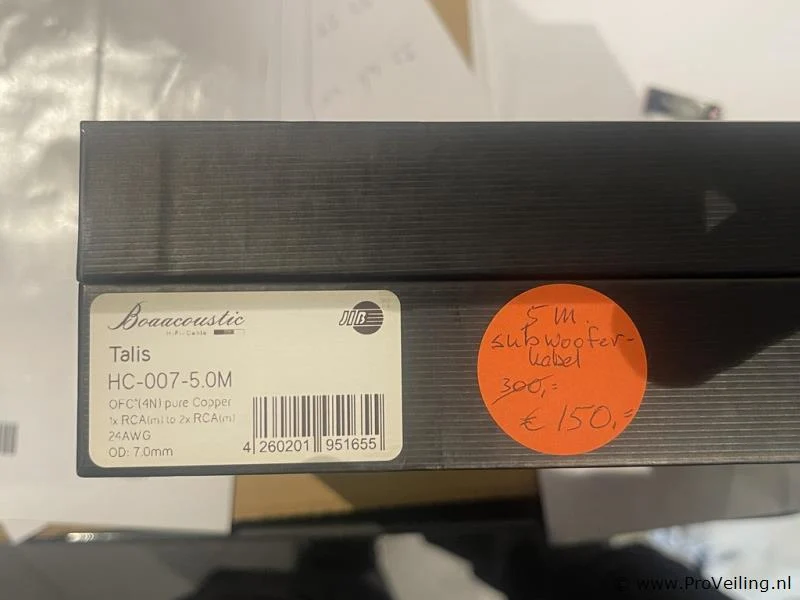 Boaacoustic
Hi-Fi-Cable
JIB
Talis
HC-007-5.0M
OFC*(4N) pure Copper
1x RCA(m) to 2x RCA(m)
24AWG
OD: 7.0mm
4 260201 951655
5 m.
subwoofer-
kabel
300,=
€ 150,=
© www.ProVeiling.nl